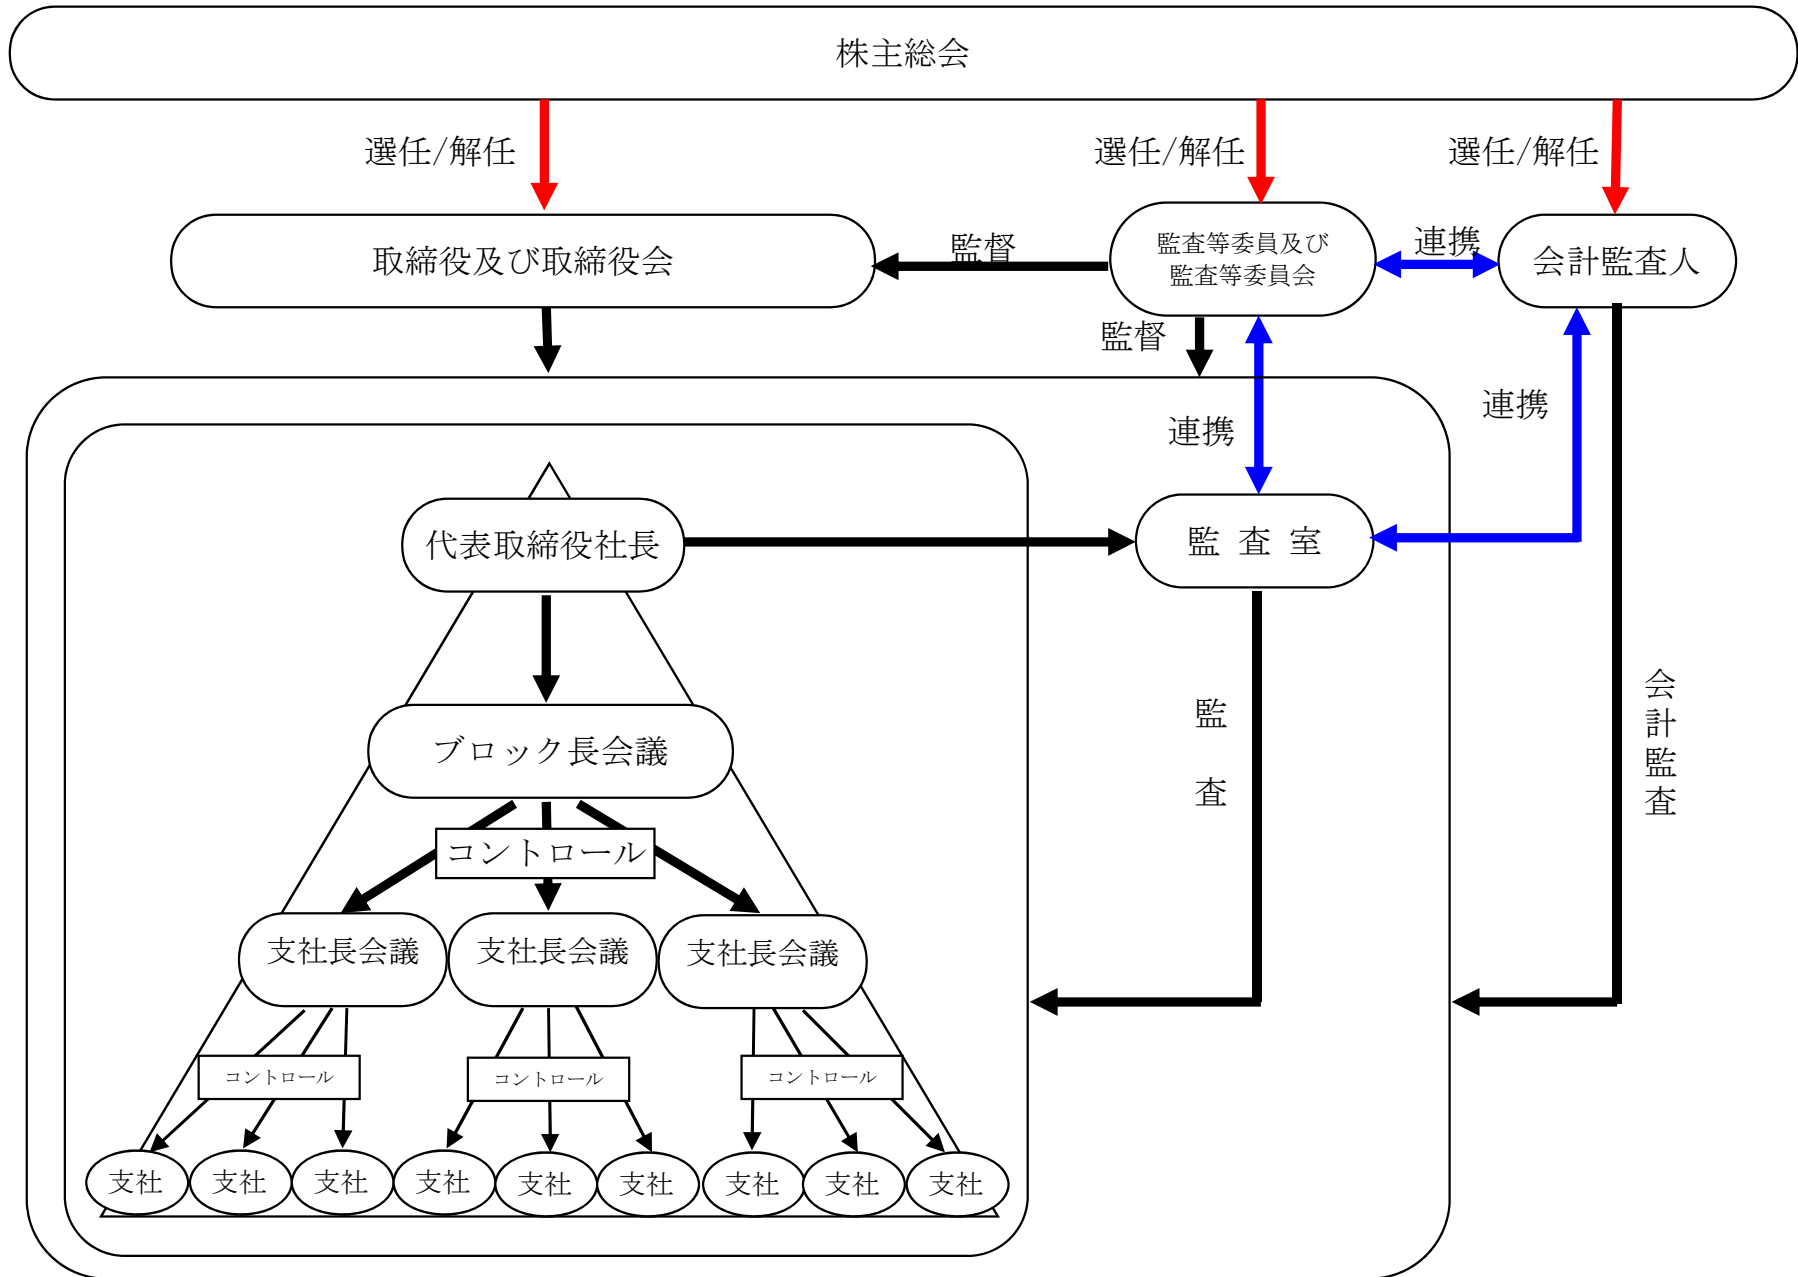 株主総会
選任/解任
選任/解任
選任/解任
取締役及び取締役会
監督
監査等委員及び
監査等委員会
連携
会計監査人
監督
連携
連携
代表取締役社長
監 査 室
ブロック長会議
監
査
会
計
監
査
コントロール
支社長会議
支社長会議
支社長会議
コントロール
コントロール
コントロール
支社
支社
支社
支社
支社
支社
支社
支社
支社